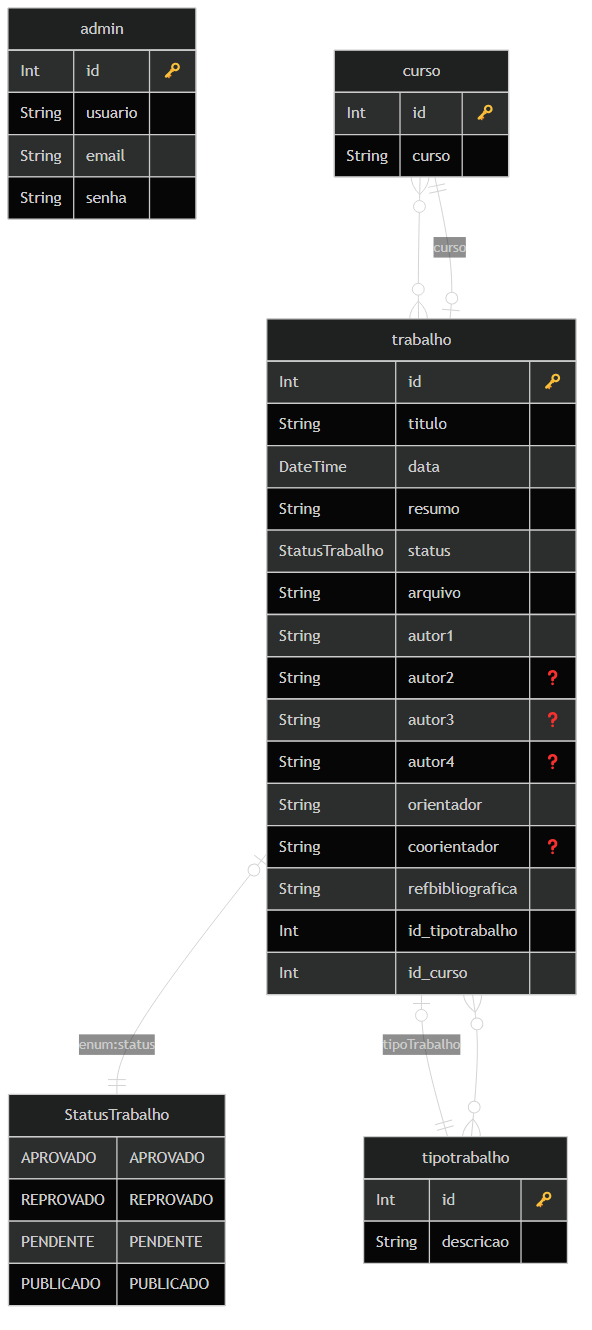 admin
Int id
String usuario
String email
String senha
curso
Int id
String curso
curso
trabalho
Int id
String titulo
DateTime data
String resumo
StatusTrabalho status
String arquivo
String autor1
String autor2 ?
String autor3 ?
String autor4 ?
String orientador
String coorientador ?
String refbibliografica
Int id_tipotrabalho
Int id_curso
enum:status
tipoTrabalho
StatusTrabalho
APROVADO APROVADO
REPROVADO REPROVADO
PENDENTE PENDENTE
PUBLICADO PUBLICADO
tipotrabalho
Int id
String descricao